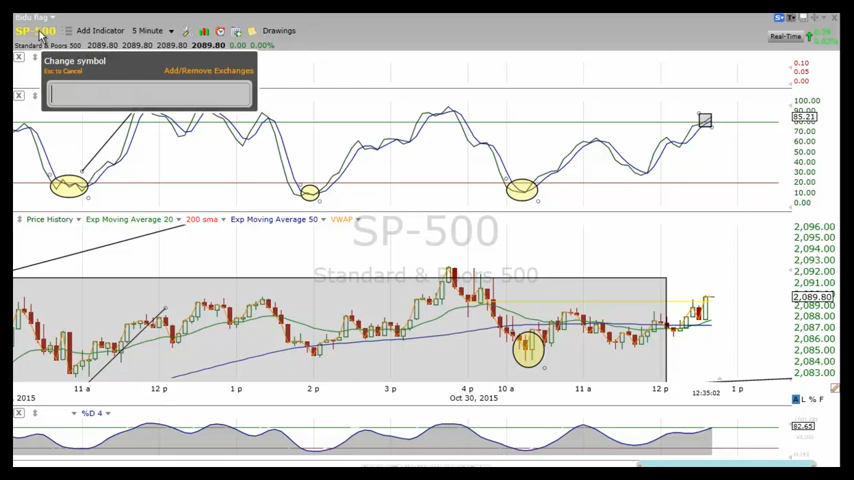 Bidu flag
SP-500 Add Indicator 5 Minute Drawings
Standard & Poors 500 2089.80 2089.80 2089.80 2089.80 0.00 0.00%
Real-Time
Change symbol
Esc to Cancel Add/Remove Exchanges
0.10
0.05
0.00
100.00
90.00
85.21
80.00
70.00
60.00
50.00
40.00
30.00
20.00
10.00
0.00
Price History Exp Moving Average 20 200 sma Exp Moving Average 50 VWAP
SP-500
Standard & Poors 500
2,096.00
2,095.00
2,094.00
2,093.00
2,092.00
2,091.00
2,089.80
2,089.00
2,088.00
2,087.00
2,086.00
2,085.00
2,084.00
2,083.00
11 a 12 p 1 p 2 p 3 p 4 p 10 a 11 a 12 p 12:35:02 1 p
2015 Oct 30, 2015
A L % F
%D 4
82.65